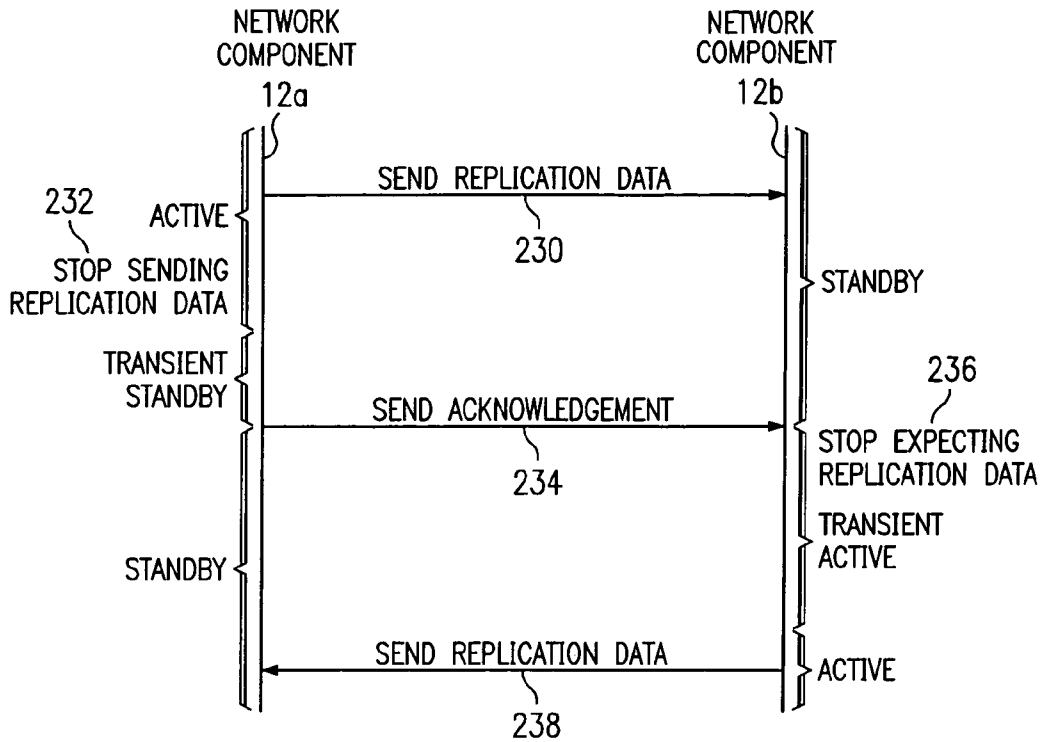 NETWORK
COMPONENT
12a
NETWORK
COMPONENT
12b
SEND REPLICATION DATA
230
232
ACTIVE
STOP SENDING
REPLICATION DATA
STANDBY
TRANSIENT
STANDBY
236
SEND ACKNOWLEDGEMENT
234
STOP EXPECTING
REPLICATION DATA
TRANSIENT
ACTIVE
STANDBY
SEND REPLICATION DATA
238
ACTIVE